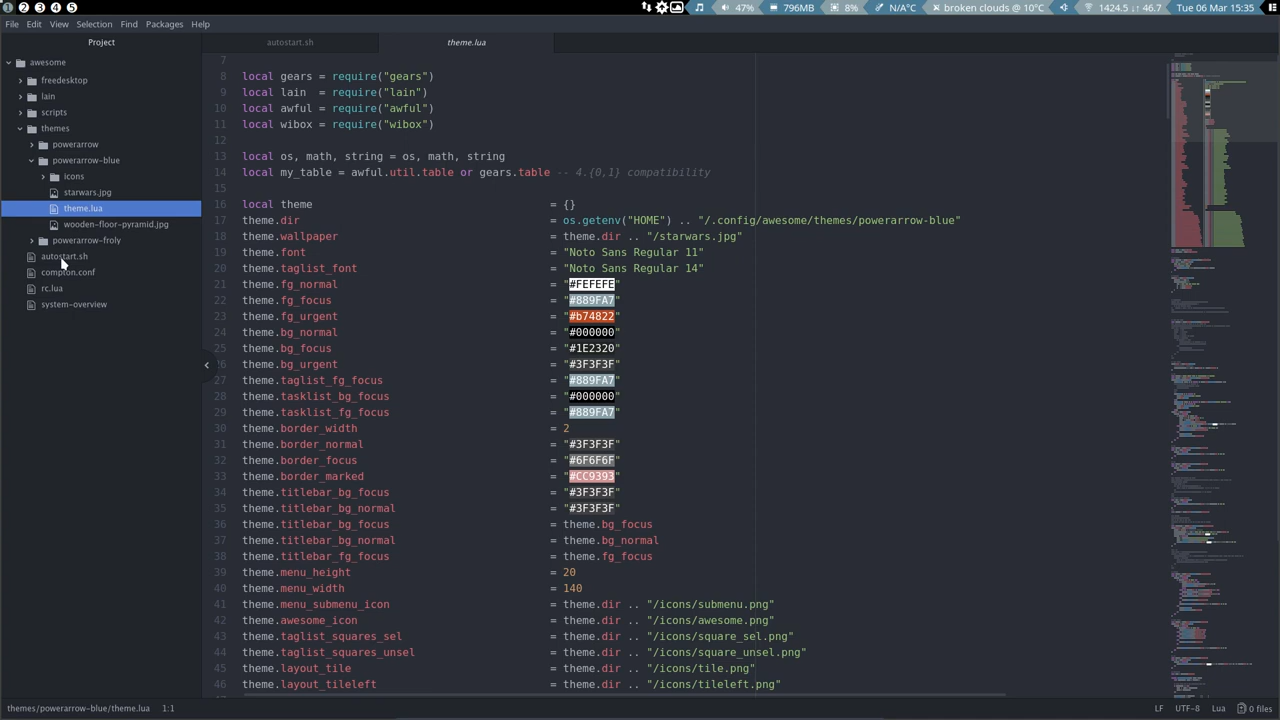 1 2 3 4 5
47% 796MB 8% N/A°C broken clouds @ 10°C 1424.5 ↓↑ 46.7 Tue 06 Mar 15:35
File Edit View Selection Find Packages Help
Project
autostart.sh theme.lua
awesome
freedesktop
lain
scripts
themes
powerarrow
powerarrow-blue
icons
starwars.jpg
theme.lua
wooden-floor-pyramid.jpg
powerarrow-froly
autostart.sh
compton.conf
rc.lua
system-overview
7
8 local gears = require("gears")
9 local lain  = require("lain")
10 local awful = require("awful")
11 local wibox = require("wibox")
12
13 local os, math, string = os, math, string
14 local my_table = awful.util.table or gears.table -- 4.{0,1} compatibility
15
16 local theme = {}
17 theme.dir = os.getenv("HOME") .. "/.config/awesome/themes/powerarrow-blue"
18 theme.wallpaper = theme.dir .. "/starwars.jpg"
19 theme.font = "Noto Sans Regular 11"
20 theme.taglist_font = "Noto Sans Regular 14"
21 theme.fg_normal = "#FEFEFE"
22 theme.fg_focus = "#889FA7"
23 theme.fg_urgent = "#b74822"
24 theme.bg_normal = "#000000"
25 theme.bg_focus = "#1E2320"
26 theme.bg_urgent = "#3F3F3F"
27 theme.taglist_fg_focus = "#889FA7"
28 theme.tasklist_bg_focus = "#000000"
29 theme.tasklist_fg_focus = "#889FA7"
30 theme.border_width = 2
31 theme.border_normal = "#3F3F3F"
32 theme.border_focus = "#6F6F6F"
33 theme.border_marked = "#CC9393"
34 theme.titlebar_bg_focus = "#3F3F3F"
35 theme.titlebar_bg_normal = "#3F3F3F"
36 theme.titlebar_bg_focus = theme.bg_focus
37 theme.titlebar_bg_normal = theme.bg_normal
38 theme.titlebar_fg_focus = theme.fg_focus
39 theme.menu_height = 20
40 theme.menu_width = 140
41 theme.menu_submenu_icon = theme.dir .. "/icons/submenu.png"
42 theme.awesome_icon = theme.dir .. "/icons/awesome.png"
43 theme.taglist_squares_sel = theme.dir .. "/icons/square_sel.png"
44 theme.taglist_squares_unsel = theme.dir .. "/icons/square_unsel.png"
45 theme.layout_tile = theme.dir .. "/icons/tile.png"
46 theme.layout_tileleft = theme.dir .. "/icons/tileleft.png"
themes/powerarrow-blue/theme.lua 1:1 LF UTF-8 Lua 0 files